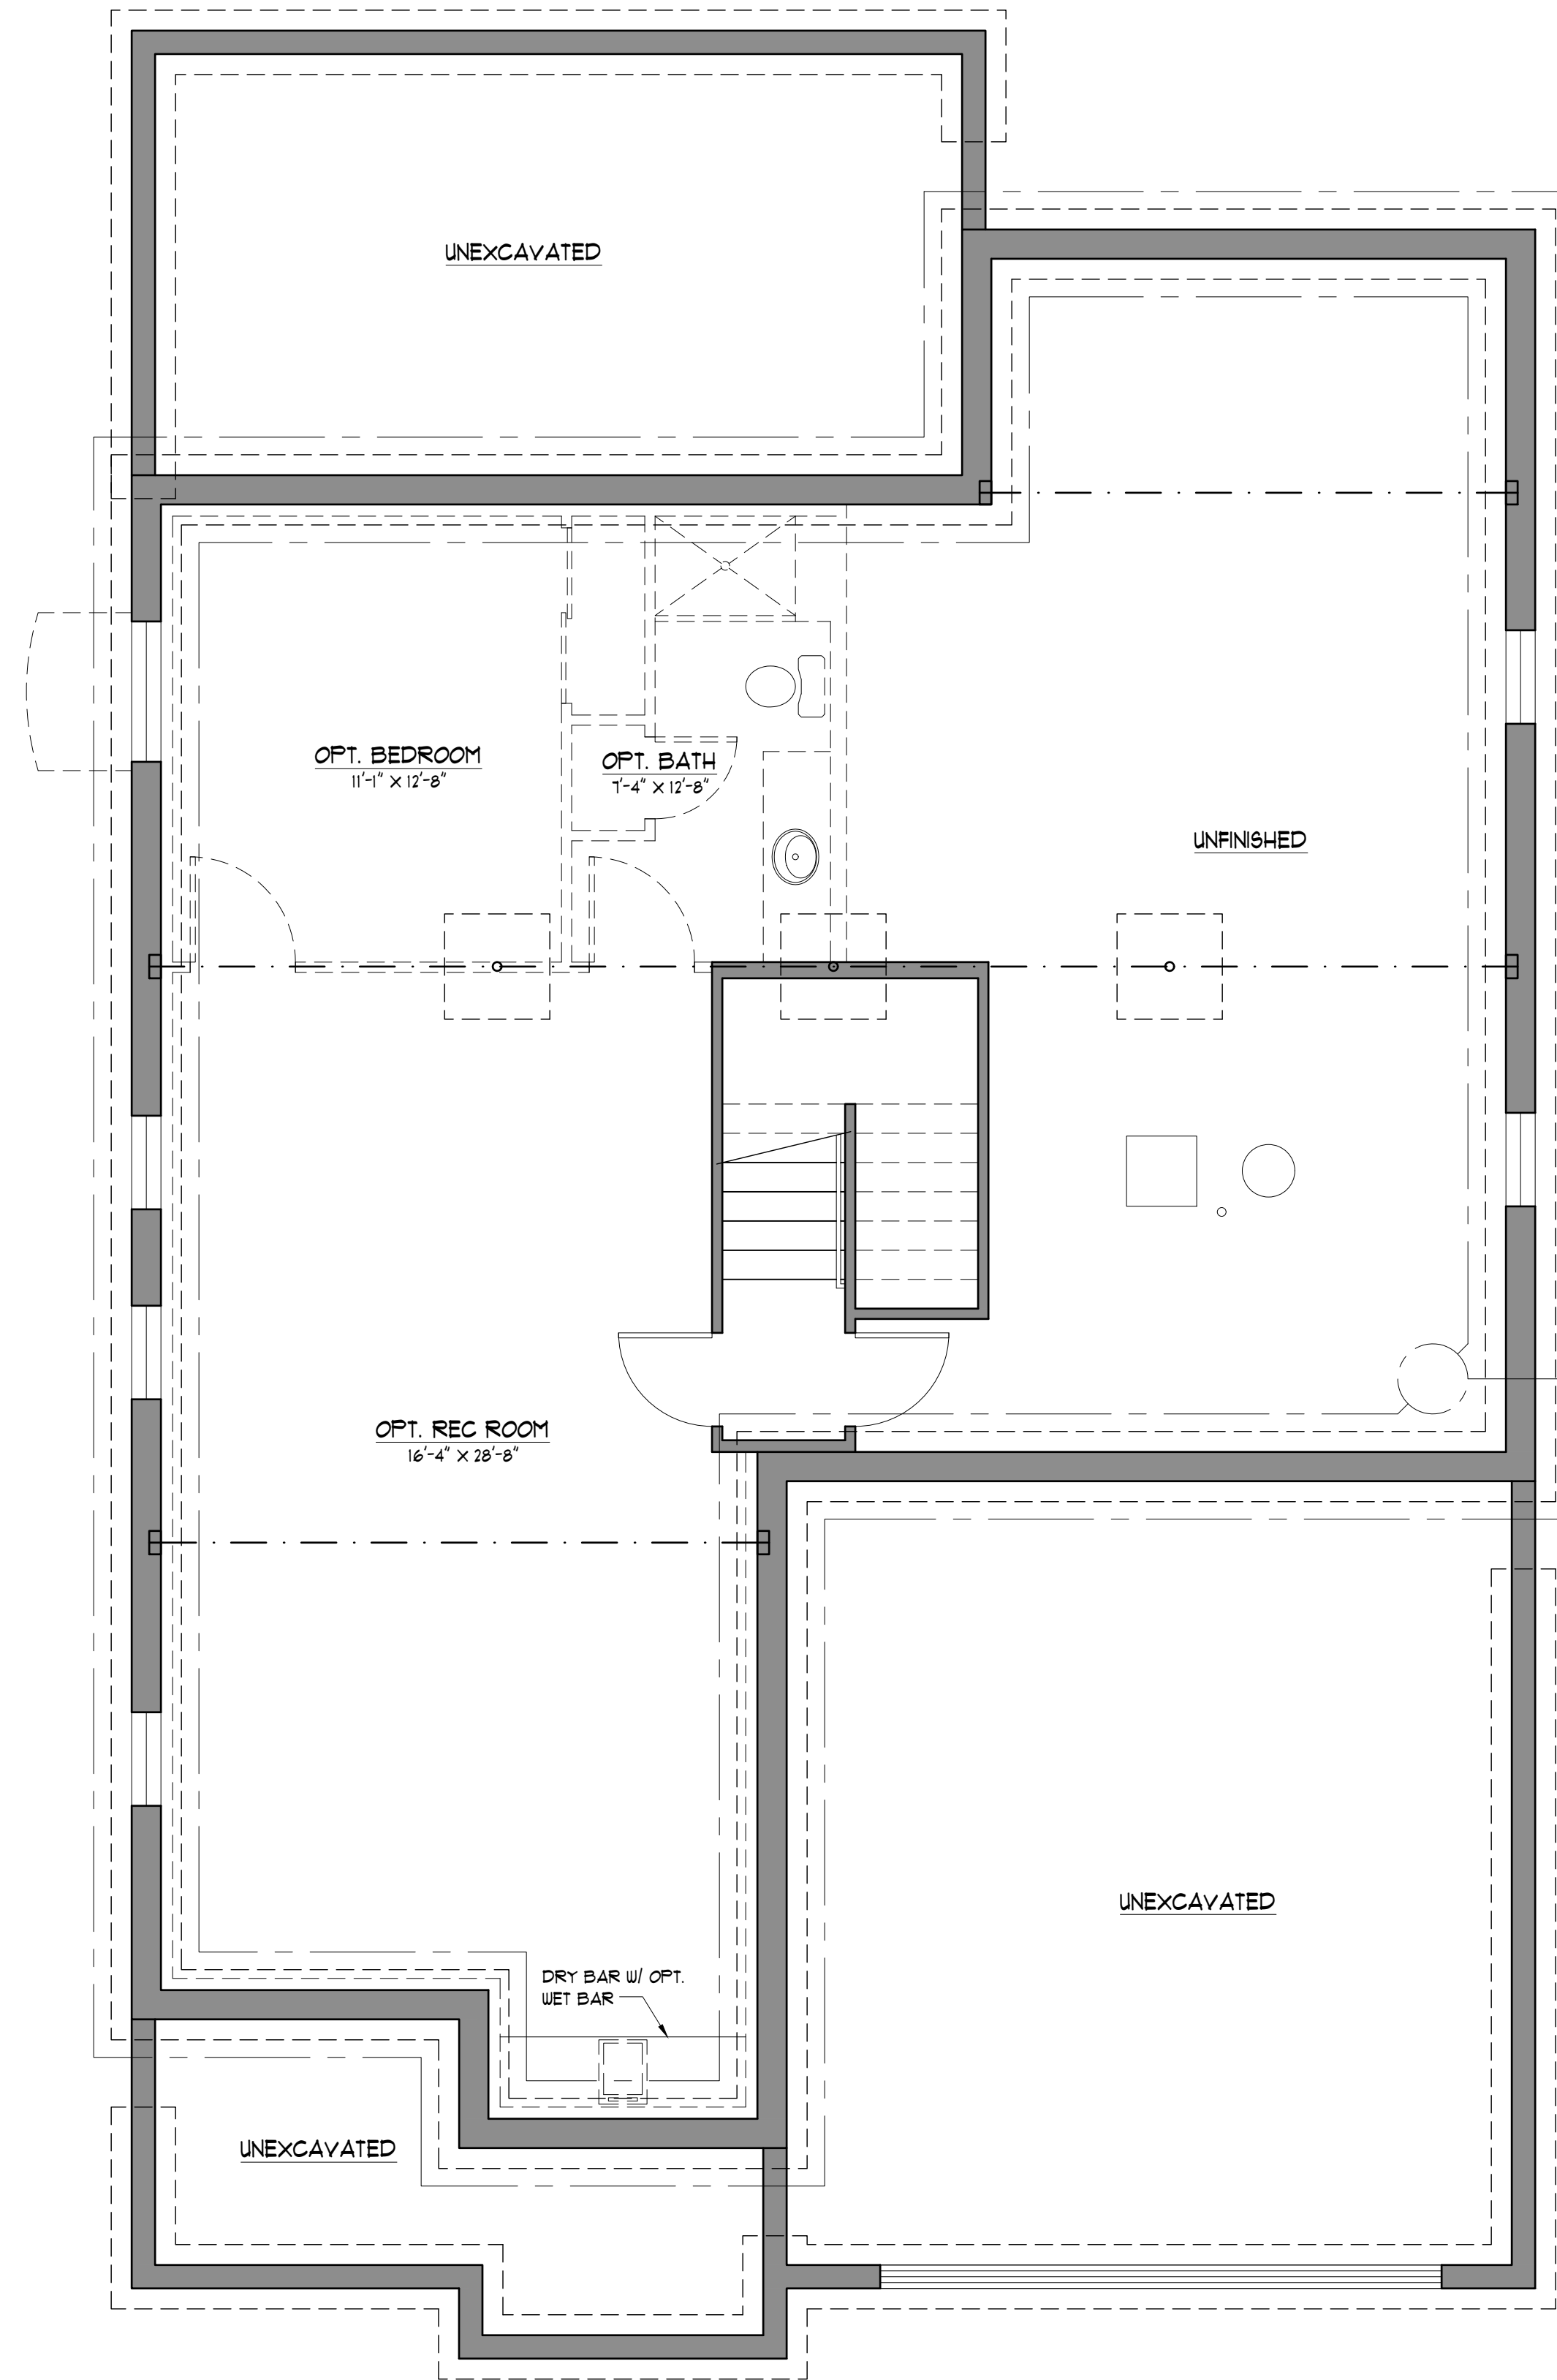 UNEXCAVATED
OPT. BEDROOM
11'-1" X 12'-8"
OPT. BATH
7'-4" X 12'-8"
UNFINISHED
OPT. REC ROOM
16'-4" X 28'-8"
UNEXCAVATED
DRY BAR W/ OPT.
WET BAR
UNEXCAVATED